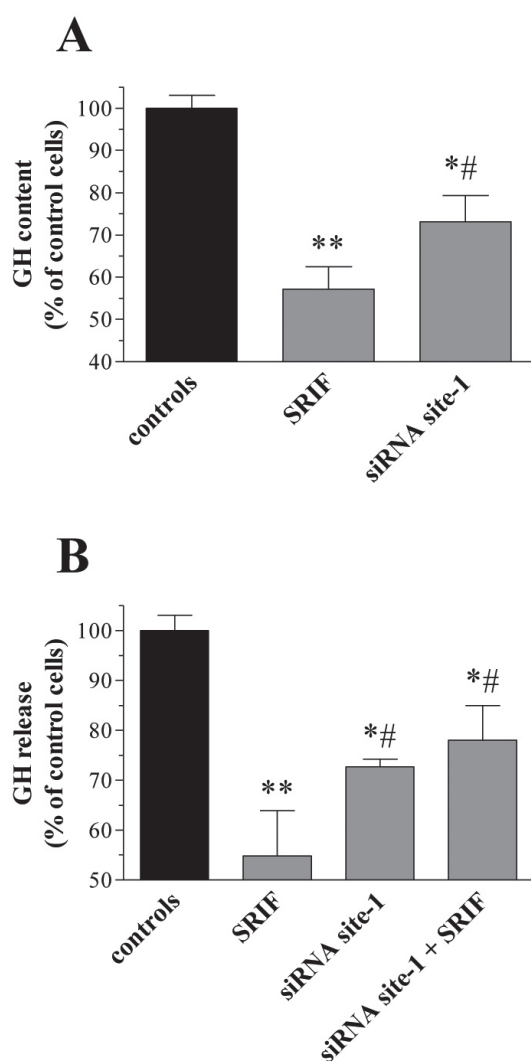 A
GH content
(% of control cells)
100
90
80
70
60
50
40
**
*#
controls
SRIF
siRNA site-1
B
GH release
(% of control cells)
100
90
80
70
60
50
**
*#
*#
controls
SRIF
siRNA site-1
siRNA site-1 + SRIF